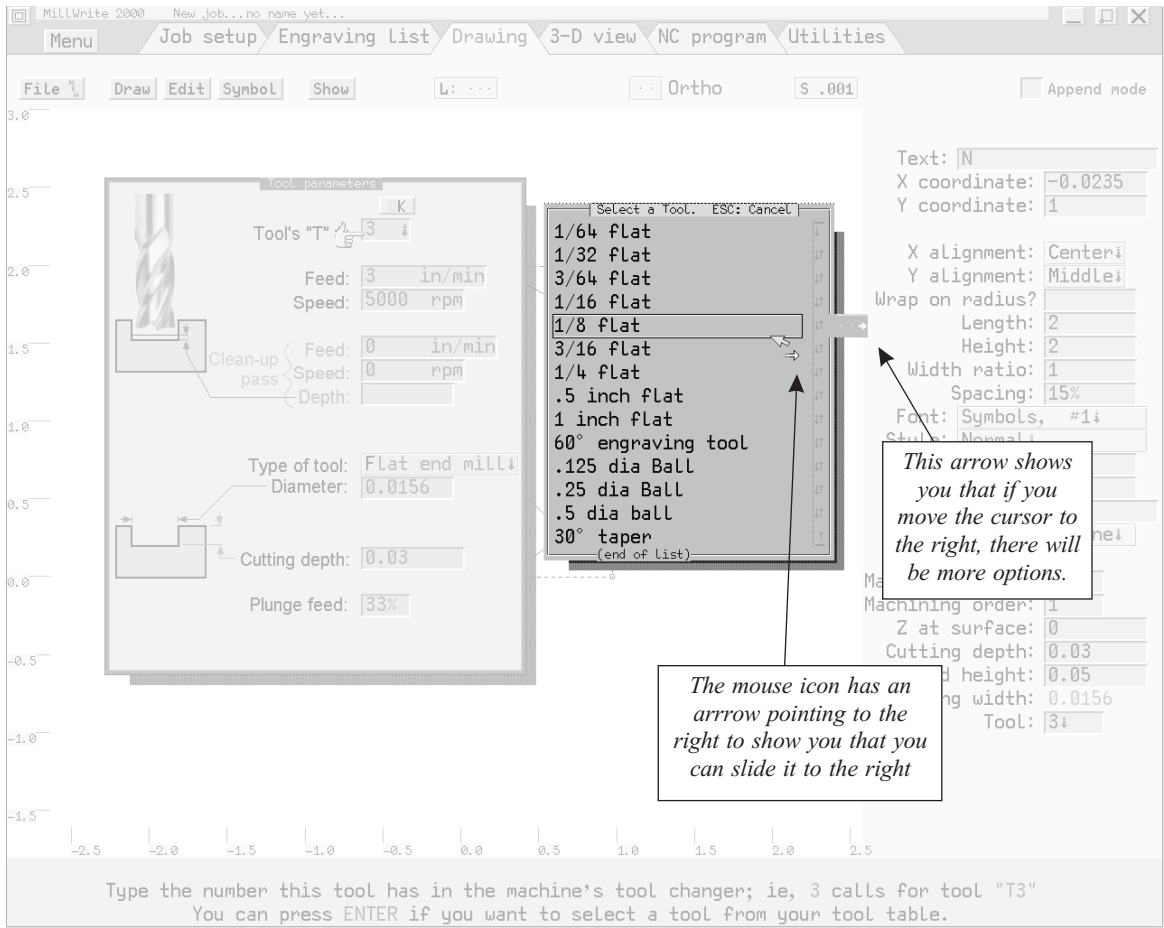 MillWrite 2000 New job...no name yet...
Menu
Job setup
Engraving List
Drawing
3-D view
NC program
Utilities
File NEW
Draw
Edit
Symbol
Show
L: ...
Ortho
S .001
Append mode
3.0
2.5
2.0
1.5
1.0
0.5
0.0
-0.5
-1.0
-1.5
-2.5
-2.0
-1.5
-1.0
-0.5
0.0
0.5
1.0
1.5
2.0
2.5
Tool parameters
OK
Tool's "T" 3
Feed: 3 in/min
Speed: 5000 rpm
Clean-up
pass
Feed: 0 in/min
Speed: 0 rpm
Depth:
Type of tool: Flat end mill
Diameter: 0.0156
Cutting depth: 0.03
Plunge feed: 33%
Select a Tool. ESC: Cancel
1/64 flat
1/32 flat
3/64 flat
1/16 flat
1/8 flat
3/16 flat
1/4 flat
.5 inch flat
1 inch flat
60° engraving tool
.125 dia Ball
.25 dia Ball
.5 dia ball
30° taper
(end of list)
Text: N
X coordinate: -0.0235
Y coordinate: 1
X alignment: Center
Y alignment: Middle
Wrap on radius?
Length: 2
Height: 2
Width ratio: 1
Spacing: 15%
Font: Symbols, #1
Style: Normal
ne
Ma
Machining order: 1
Z at surface: 0
Cutting depth: 0.03
d height: 0.05
ng width: 0.0156
Tool: 3
This arrow shows
you that if you
move the cursor to
the right, there will
be more options.
The mouse icon has an
arrrow pointing to the
right to show you that you
can slide it to the right
Type the number this tool has in the machine's tool changer; ie, 3 calls for tool "T3"
You can press ENTER if you want to select a tool from your tool table.